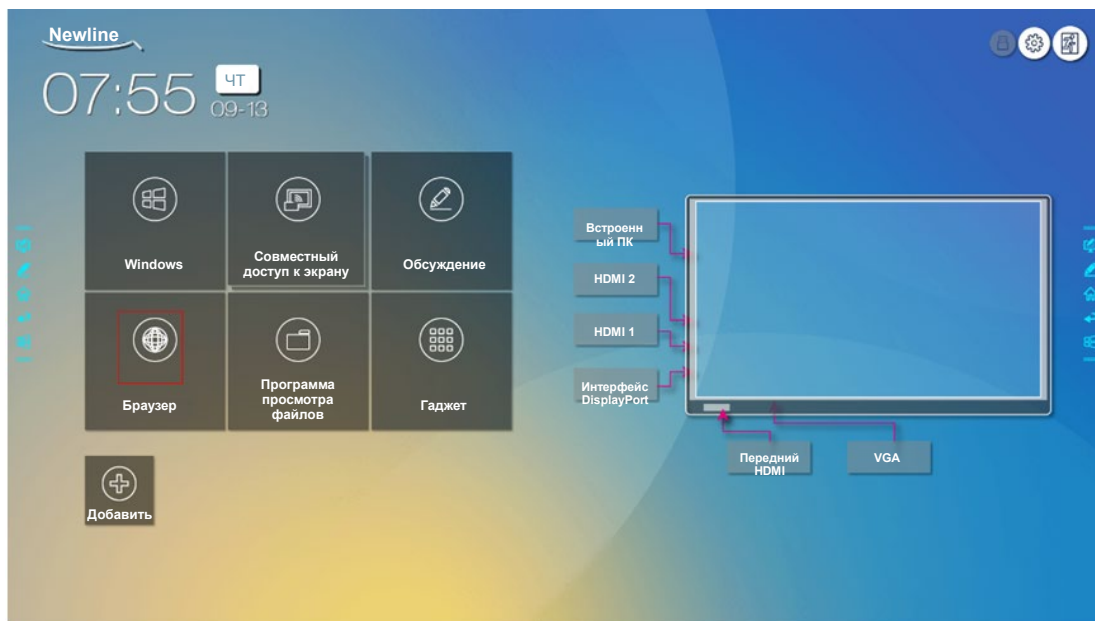 Newline
07:55
ЧТ
09-13
Windows
Совместный
доступ к экрану
Обсуждение
Браузер
Программа
просмотра
файлов
Гаджет
Добавить
Встроенн
ый ПК
HDMI 2
HDMI 1
Интерфейс
DisplayPort
Передний
HDMI
VGA